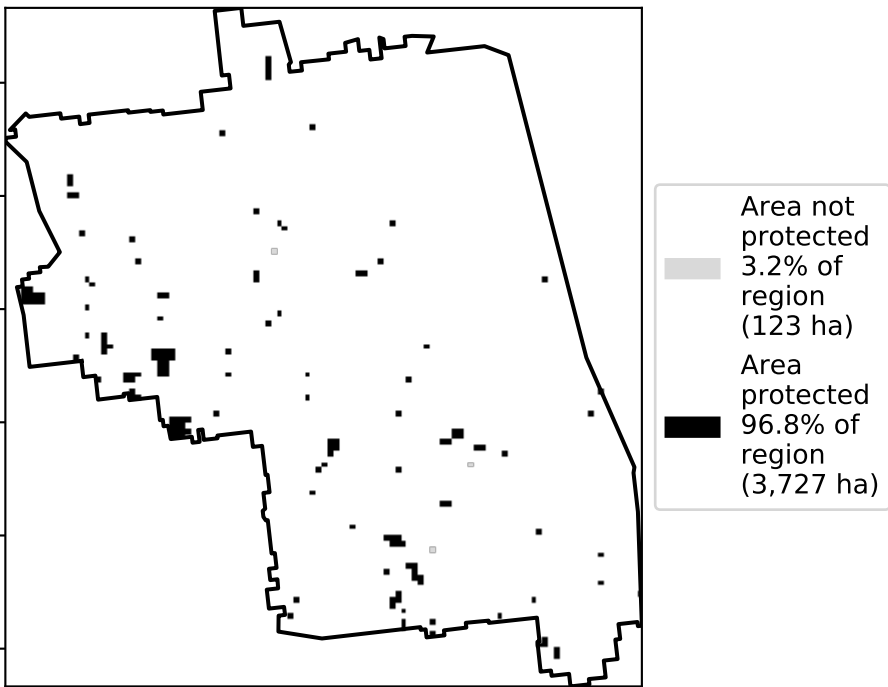 Area not
protected
3.2% of
region
(123 ha)
Area
protected
96.8% of
region
(3,727 ha)